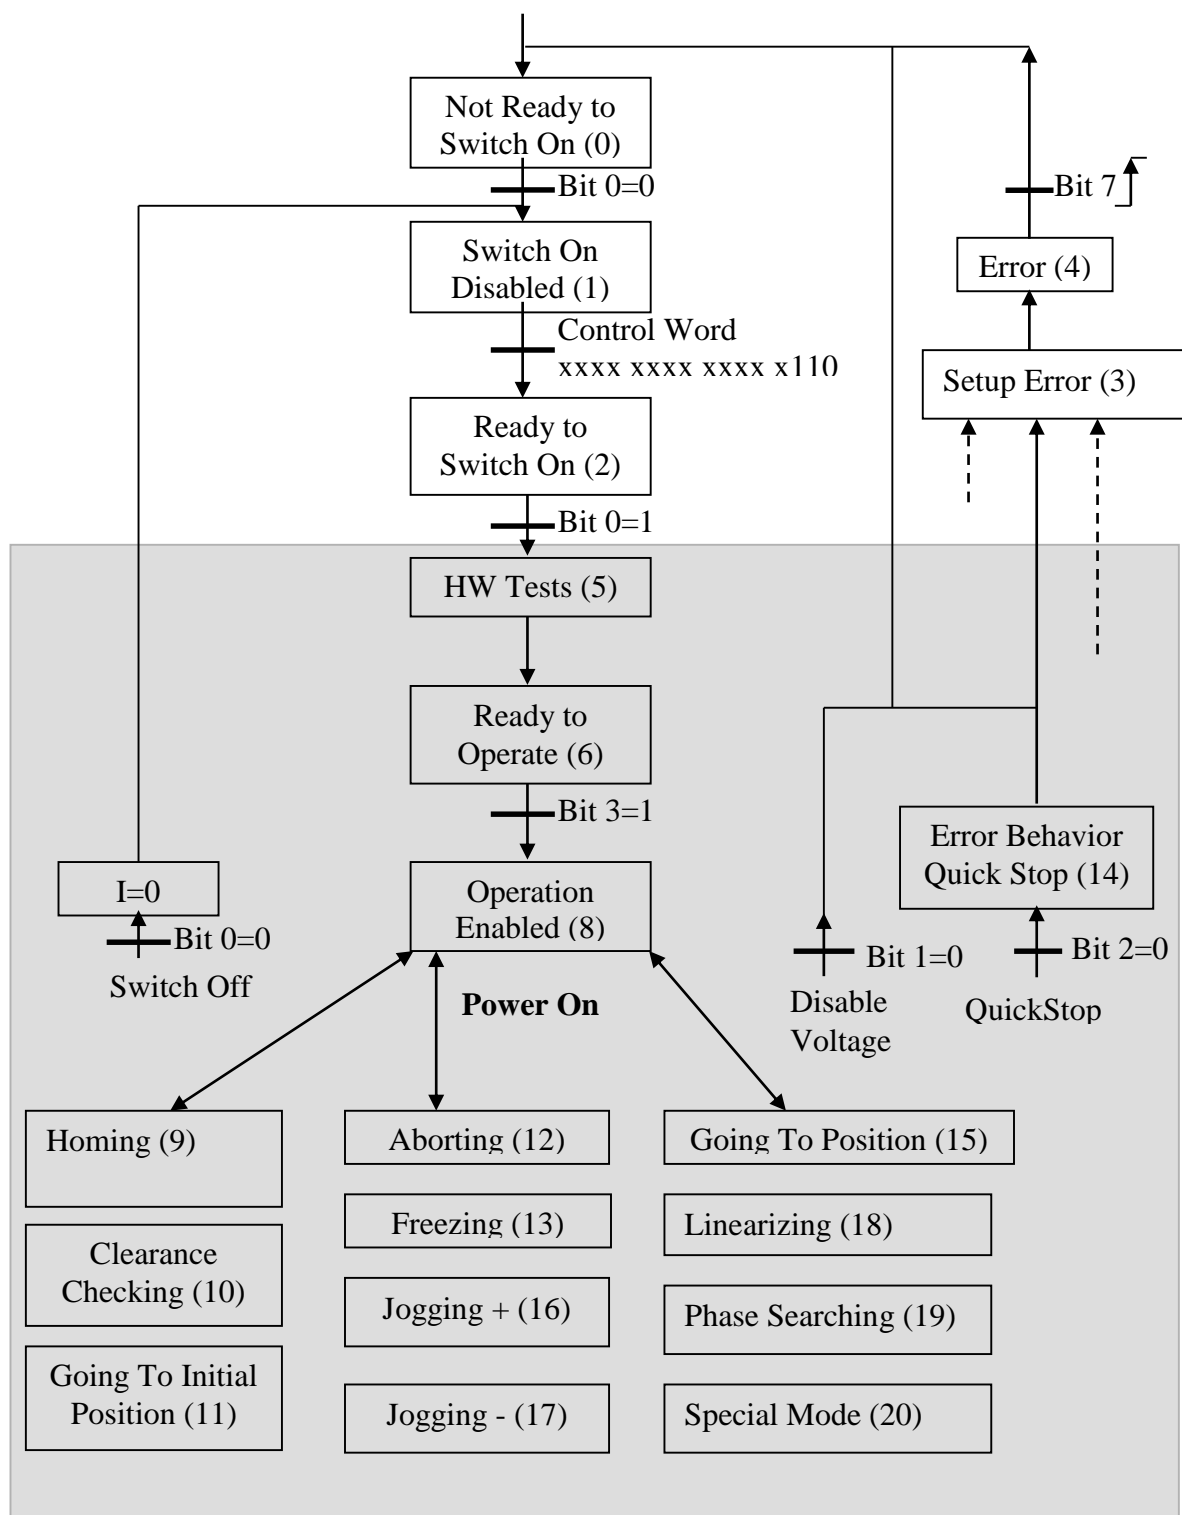 Not Ready to
Switch On (0)
Bit 0=0
Bit 7
Switch On
Disabled (1)
Error (4)
Control Word
xxxx xxxx xxxx x110
Setup Error (3)
Ready to
Switch On (2)
Bit 0=1
HW Tests (5)
Ready to
Operate (6)
Bit 3=1
Error Behavior
Quick Stop (14)
I=0
Operation
Enabled (8)
Bit 0=0
Switch Off
Bit 1=0
Bit 2=0
Disable
Voltage
QuickStop
Power On
Homing (9)
Aborting (12)
Going To Position (15)
Freezing (13)
Linearizing (18)
Clearance
Checking (10)
Jogging + (16)
Phase Searching (19)
Going To Initial
Position (11)
Jogging - (17)
Special Mode (20)